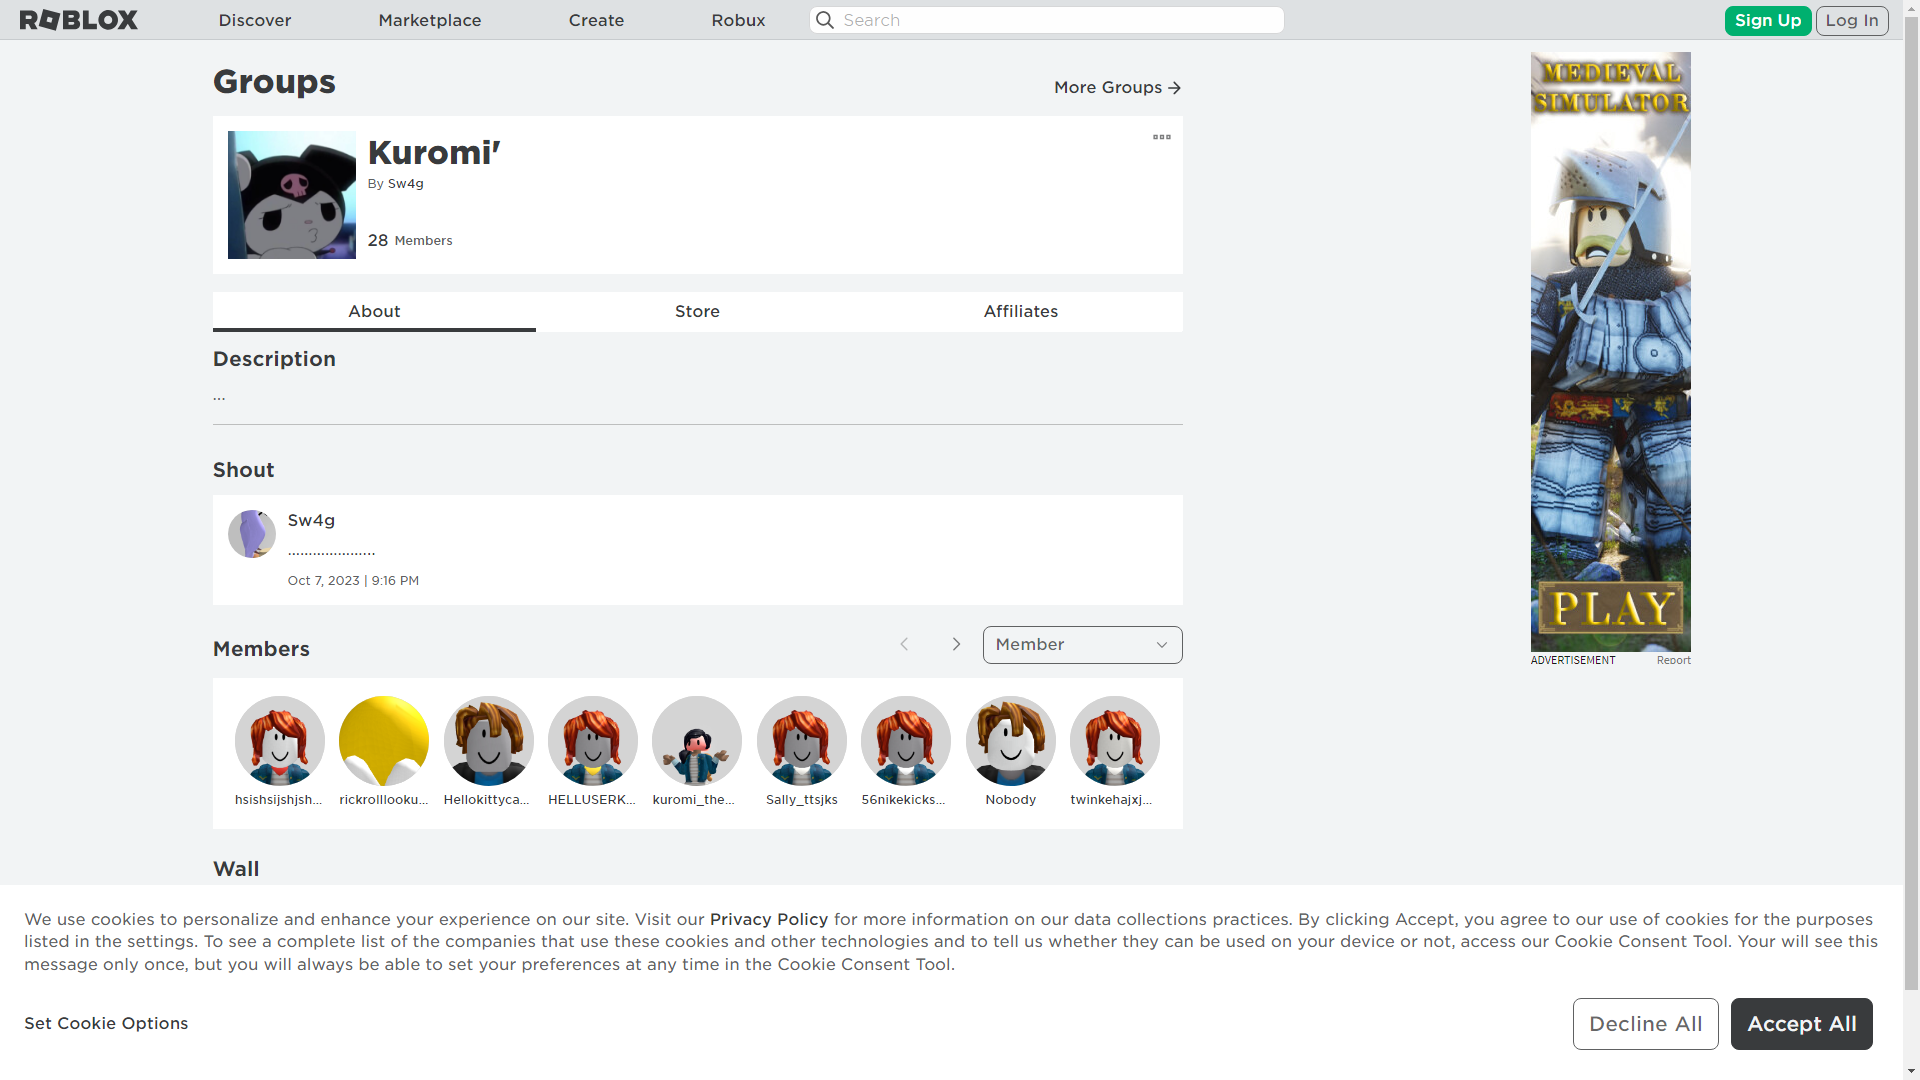 ROBLOX
Discover
Marketplace
Create
Robux
Search
Sign Up
Log In
Groups
More Groups
Kuromi'
By Sw4g
28 Members
About
Store
Affiliates
Description
...
Shout
Sw4g
.....................
Oct 7, 2023 | 9:16 PM
Members
Member
hsishsijshjsh...
rickrolllooku...
Hellokittyca...
HELLUSERK...
kuromi_the...
Sally_ttsjks
56nikekicks...
Nobody
twinkehajxj...
Wall
MEDIEVAL
SIMULATOR
PLAY
ADVERTISEMENT
Report
We use cookies to personalize and enhance your experience on our site. Visit our Privacy Policy for more information on our data collections practices. By clicking Accept, you agree to our use of cookies for the purposes
listed in the settings. To see a complete list of the companies that use these cookies and other technologies and to tell us whether they can be used on your device or not, access our Cookie Consent Tool. Your will see this
message only once, but you will always be able to set your preferences at any time in the Cookie Consent Tool.
Set Cookie Options
Decline All
Accept All